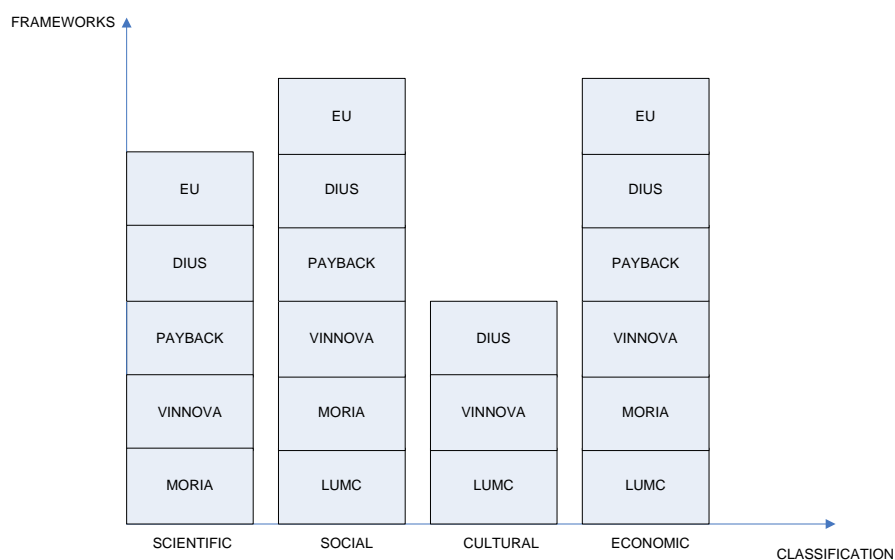 FRAMEWORKS
EU
EU
EU
DIUS
DIUS
DIUS
PAYBACK
PAYBACK
PAYBACK
VINNOVA
VINNOVA
VINNOVA
DIUS
MORIA
MORIA
VINNOVA
MORIA
LUMC
LUMC
LUMC
SCIENTIFIC
SOCIAL
CULTURAL
ECONOMIC
CLASSIFICATION